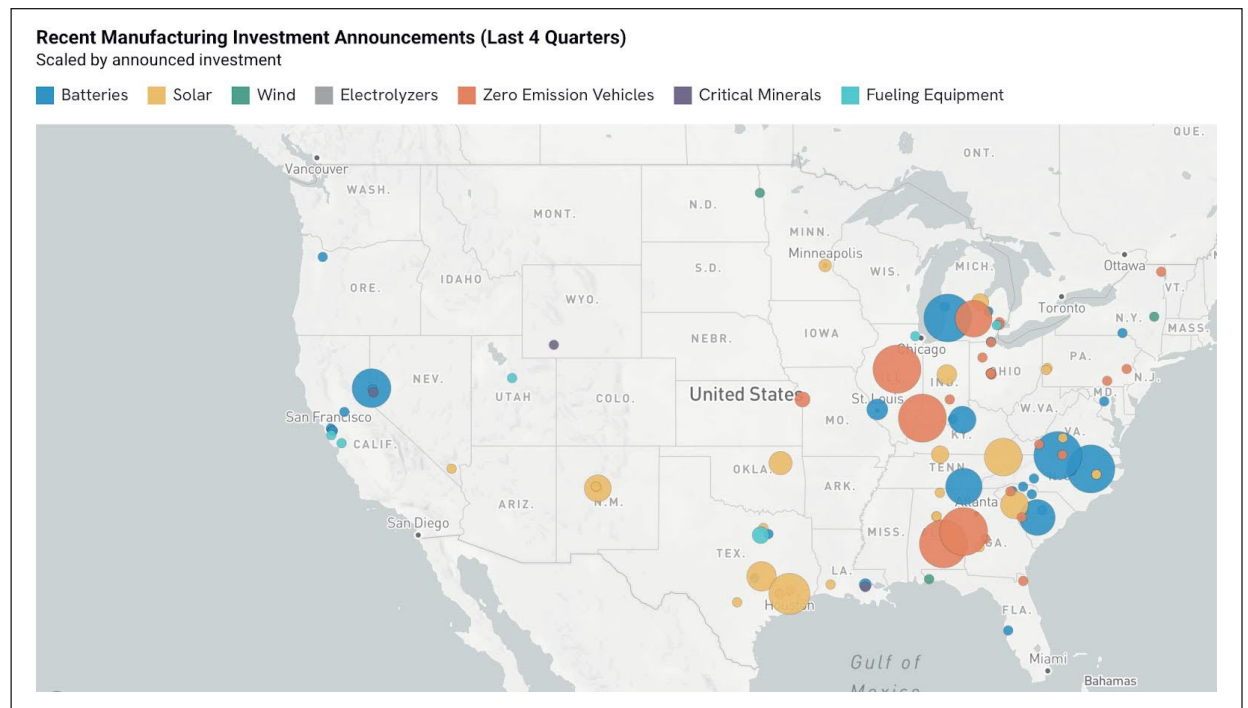 Recent Manufacturing Investment Announcements (Last 4 Quarters)
Scaled by announced investment
Batteries Solar Wind Electrolyzers Zero Emission Vehicles Critical Minerals Fueling Equipment
QUE.
ONT.
Vancouver
WASH.
MONT.
N.D.
MINN.
Minneapolis
Ottawa
ORE.
IDAHO
S.D.
WIS.
MICH.
VT.
WYO.
Toronto
N.Y.
MASS.
NEBR.
IOWA
Chicago
PA.
NEV.
UTAH
COLO.
United States
St. Louis
IND.
OHIO
N.J.
MD.
San Francisco
CALIF.
MO.
W.VA.
KY.
VA.
OKLA.
TENN.
ARIZ.
N.M.
ARK.
Atlanta
San Diego
MISS.
GA.
TEX.
LA.
Houston
FLA.
Gulf of
Mexico
Miami
Bahamas